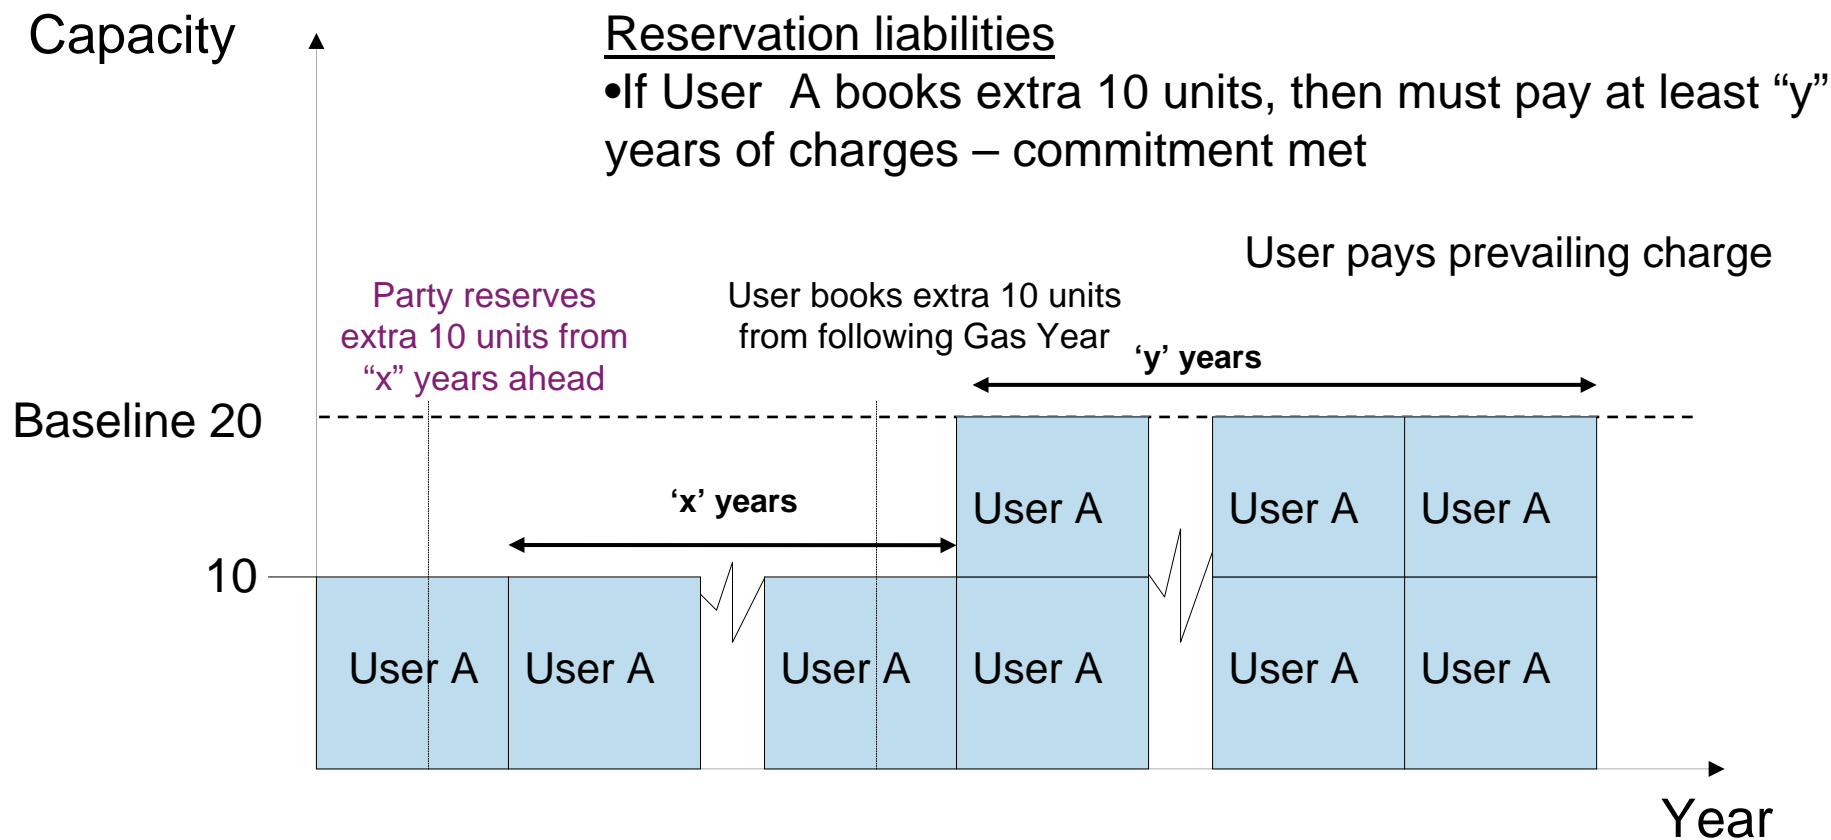 Capacity
Reservation liabilities
•If User A books extra 10 units, then must pay at least “y”
years of charges – commitment met
User pays prevailing charge
Party reserves
extra 10 units from
“x” years ahead
User books extra 10 units
from following Gas Year
‘y’ years
Baseline 20
‘x’ years
User A
User A
User A
10
User A
User A
User A
User A
User A
User A
Year